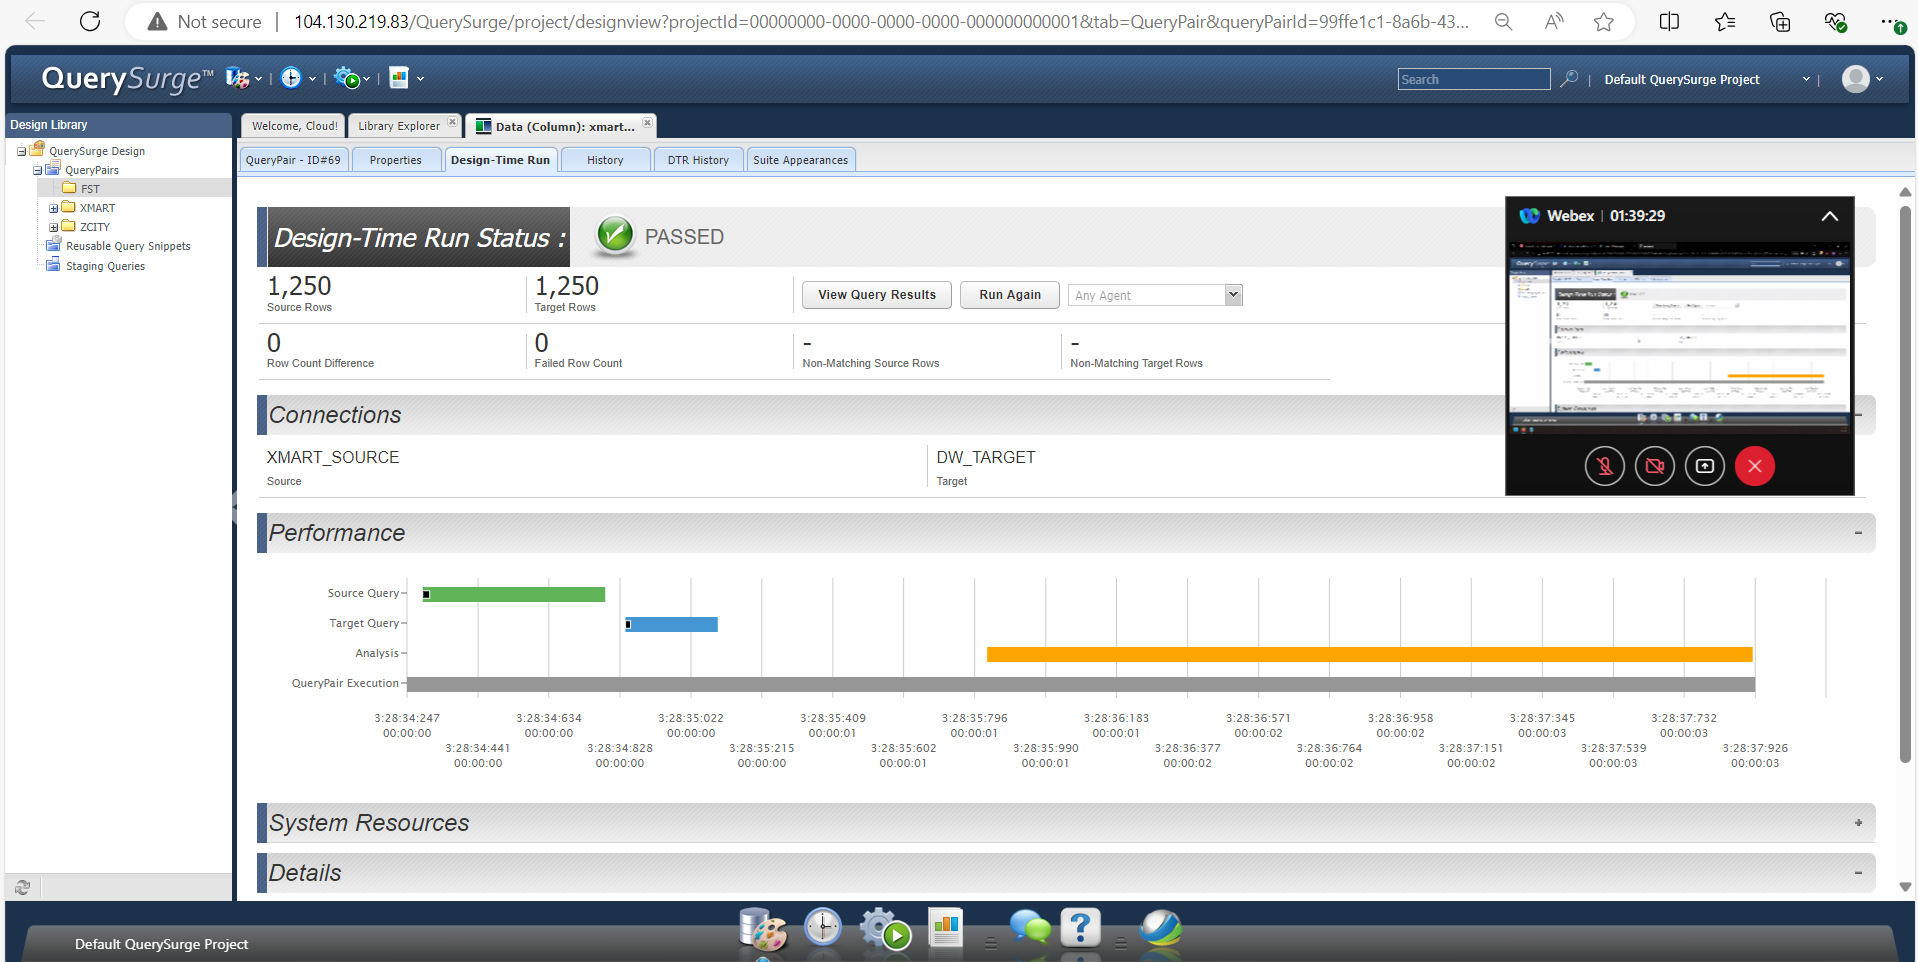 Not secure
104.130.219.83/QuerySurge/project/designview?projectId=00000000-0000-0000-0000-000000000001&tab=QueryPair&queryPairId=99ffe1c1-8a6b-43...
QuerySurge™
Search
Default QuerySurge Project
Design Library
QuerySurge Design
QueryPairs
FST
XMART
ZCITY
Reusable Query Snippets
Staging Queries
Welcome, Cloud!
Library Explorer
Data (Column): xmart...
QueryPair - ID#69
Properties
Design-Time Run
History
DTR History
Suite Appearances
Design-Time Run Status :
PASSED
1,250
Source Rows
1,250
Target Rows
View Query Results
Run Again
Any Agent
0
Row Count Difference
0
Failed Row Count
-
Non-Matching Source Rows
-
Non-Matching Target Rows
Webex | 01:39:29
Connections
XMART_SOURCE
Source
DW_TARGET
Target
Performance
Source Query
Target Query
Analysis
QueryPair Execution
3:28:34:247 3:28:34:634 3:28:35:022 3:28:35:409 3:28:35:796 3:28:36:183 3:28:36:571 3:28:36:958 3:28:37:345 3:28:37:732
00:00:00 00:00:00 00:00:00 00:00:01 00:00:01 00:00:01 00:00:02 00:00:02 00:00:03 00:00:03
3:28:34:441 3:28:34:828 3:28:35:215 3:28:35:602 3:28:35:990 3:28:36:377 3:28:36:764 3:28:37:151 3:28:37:539 3:28:37:926
00:00:00 00:00:00 00:00:00 00:00:01 00:00:01 00:00:02 00:00:02 00:00:02 00:00:03 00:00:03
System Resources
Details
Default QuerySurge Project